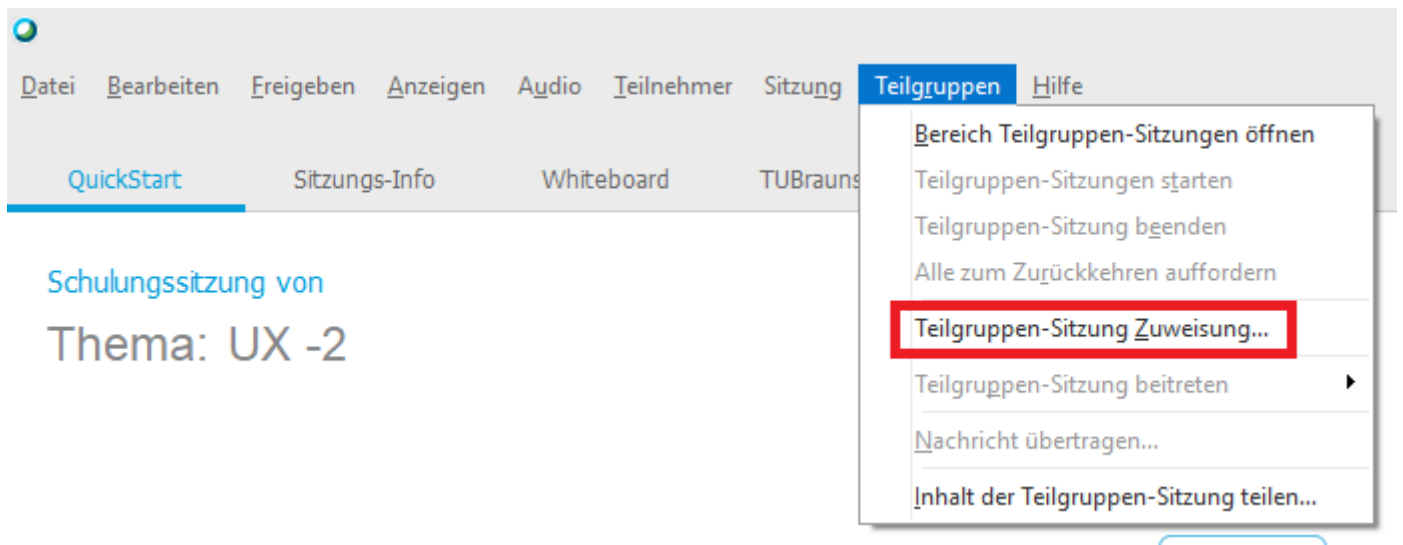 Datei Bearbeiten Freigeben Anzeigen Audio Teilnehmer Sitzung Teilgruppen Hilfe
QuickStart Sitzungs-Info Whiteboard TUBrauns
Bereich Teilgruppen-Sitzungen öffnen
Teilgruppen-Sitzungen starten
Teilgruppen-Sitzung beenden
Alle zum Zurückkehren auffordern
Teilgruppen-Sitzung Zuweisung...
Teilgruppen-Sitzung beitreten
Nachricht übertragen...
Inhalt der Teilgruppen-Sitzung teilen...
Schulungssitzung von
Thema: UX -2